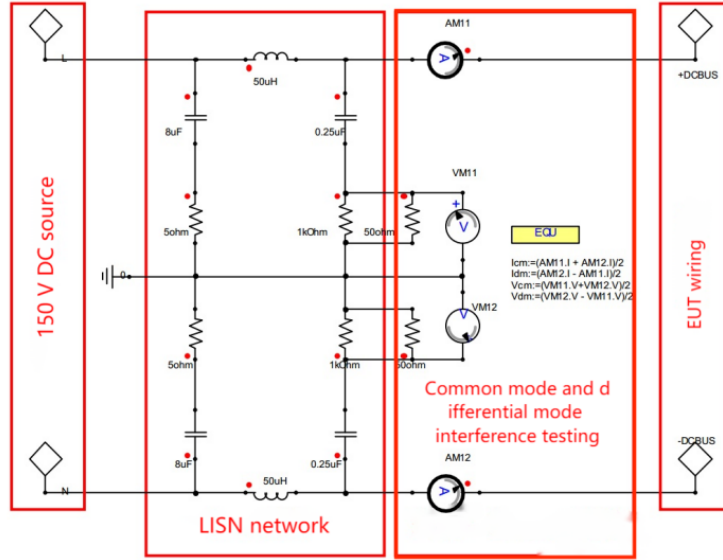 AM11
L
50uH
+DCBUS
8uF
0.25uF
VM11
+
V
A
5ohm
1kOhm
50ohm
EQU
Icm:=(AM11.I + AM12.I)/2
Idm:=(AM12.I - AM11.I)/2
Vcm:=(VM11.V+VM12.V)/2
Vdm:=(VM12.V - VM11.V)/2
0
150 V DC source
EUT wiring
VM12
V
5ohm
1kOhm
50ohm
Common mode and d
ifferential mode
interference testing
8uF
0.25uF
-DCBUS
AM12
50uH
N
A
LISN network